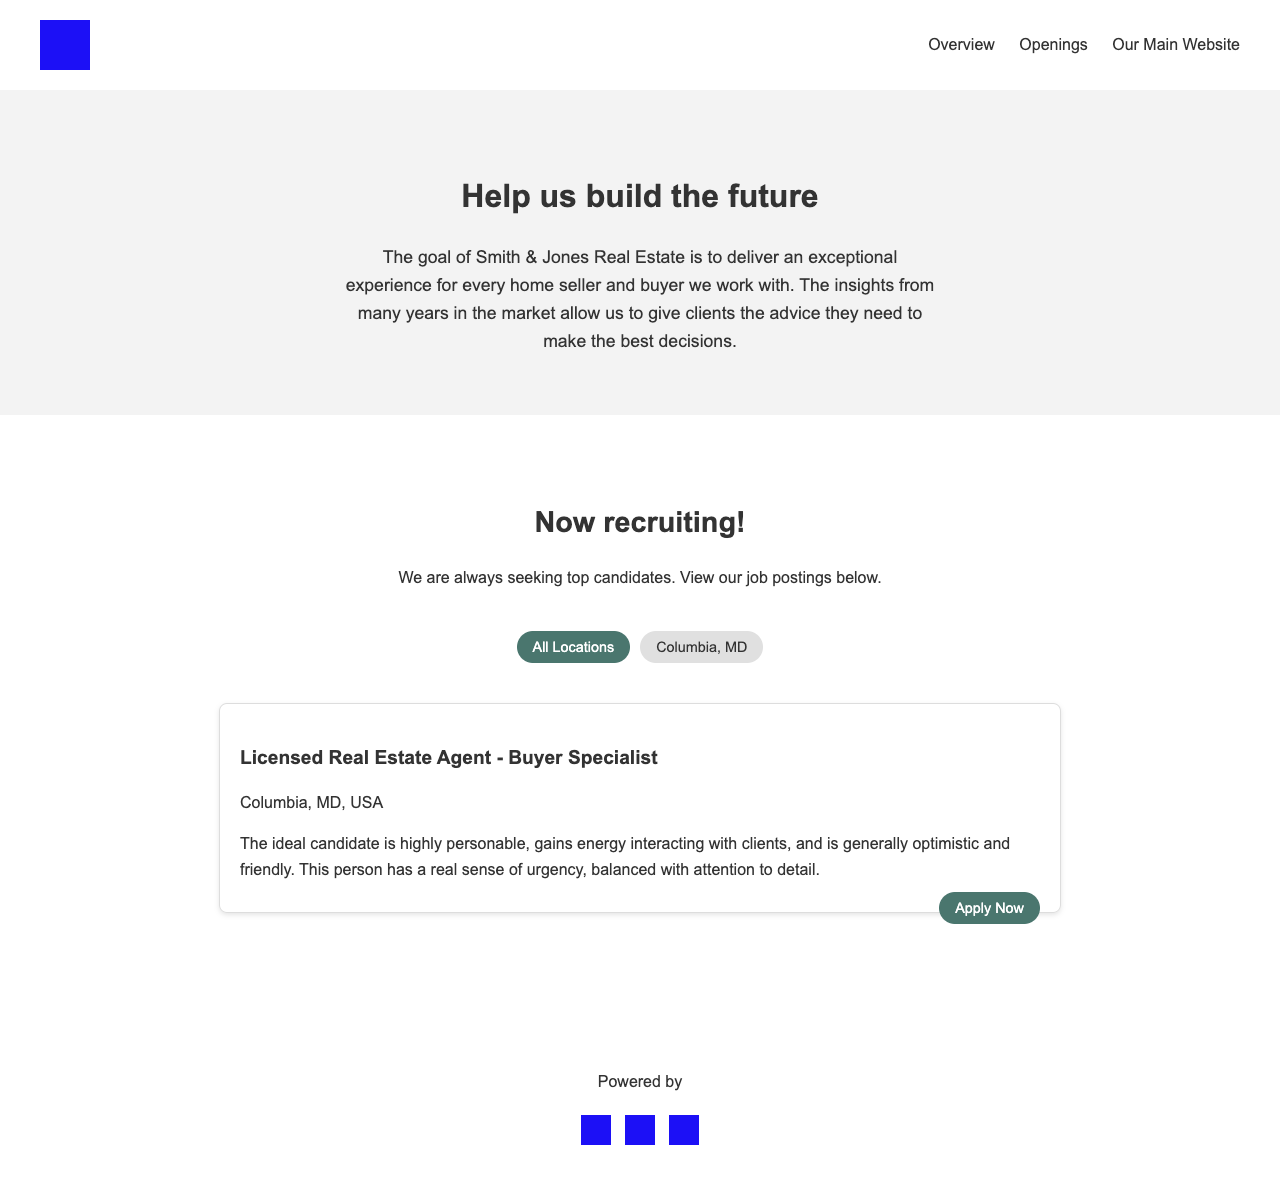 Overview Openings Our Main Website
Help us build the future
The goal of Smith & Jones Real Estate is to deliver an exceptional
experience for every home seller and buyer we work with. The insights from
many years in the market allow us to give clients the advice they need to
make the best decisions.
Now recruiting!
We are always seeking top candidates. View our job postings below.
All Locations Columbia, MD
Licensed Real Estate Agent - Buyer Specialist
Columbia, MD, USA
The ideal candidate is highly personable, gains energy interacting with clients, and is generally optimistic and
friendly. This person has a real sense of urgency, balanced with attention to detail.
Apply Now
Powered by